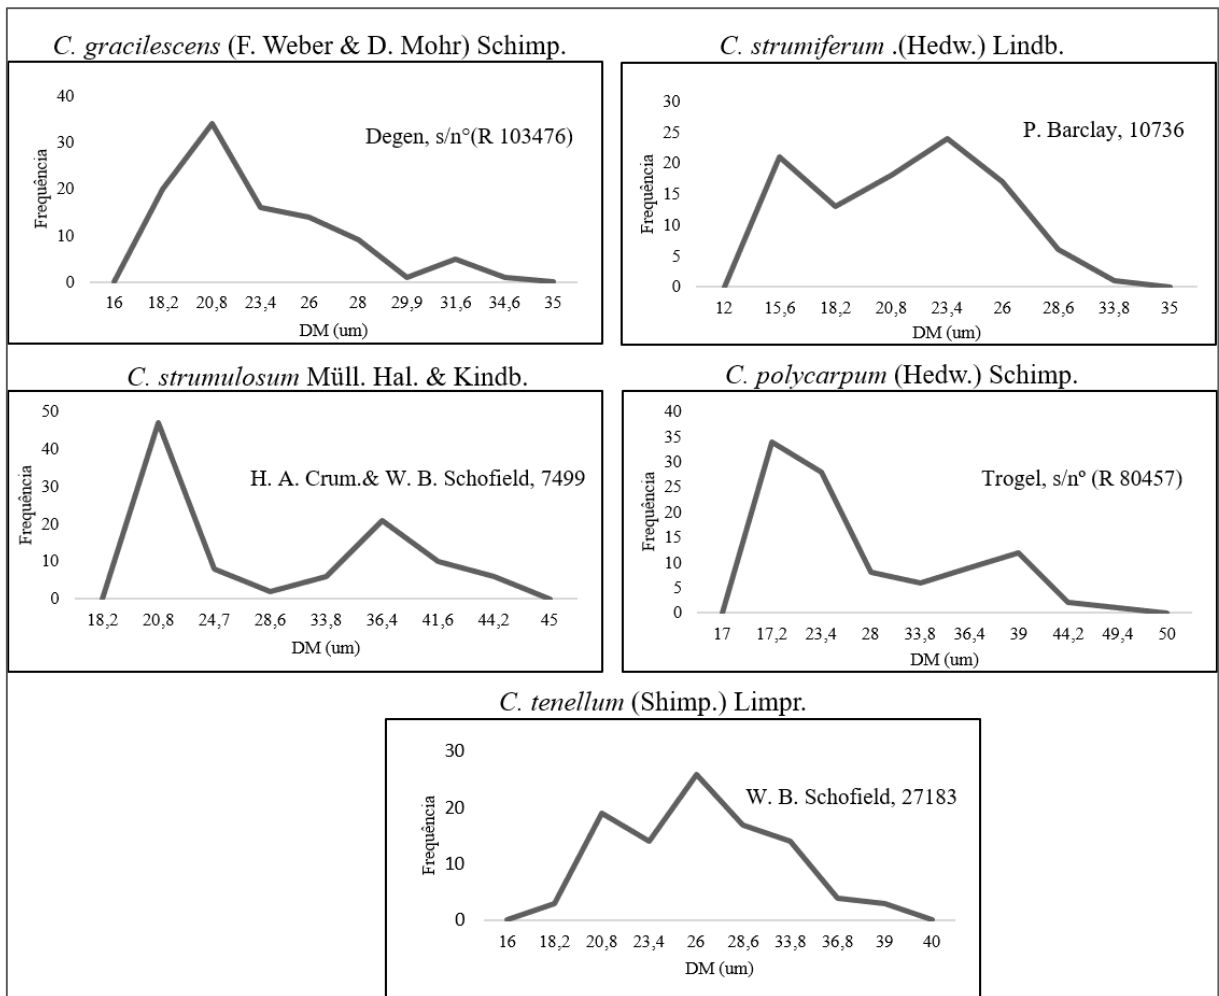 C. gracilescens (F. Weber & D. Mohr) Schimp.
40
30
20
10
0
Frequência
Degen, s/n°(R 103476)
16 18,2 20,8 23,4 26 28 29,9 31,6 34,6 35
DM (um)
C. strumiferum .(Hedw.) Lindb.
30
25
20
15
10
5
0
Frequência
P. Barclay, 10736
12 15,6 18,2 20,8 23,4 26 28,6 33,8 35
DM (um)
C. strumulosum Müll. Hal. & Kindb.
50
40
30
20
10
0
Frequência
H. A. Crum.& W. B. Schofield, 7499
18,2 20,8 24,7 28,6 33,8 36,4 41,6 44,2 45
DM (um)
C. polycarpum (Hedw.) Schimp.
40
35
30
25
20
15
10
5
0
Frequência
Trogel, s/nº (R 80457)
17 17,2 23,4 28 33,8 36,4 39 44,2 49,4 50
DM (um)
C. tenellum (Shimp.) Limpr.
30
20
10
0
Frequência
W. B. Schofield, 27183
16 18,2 20,8 23,4 26 28,6 33,8 36,8 39 40
DM (um)